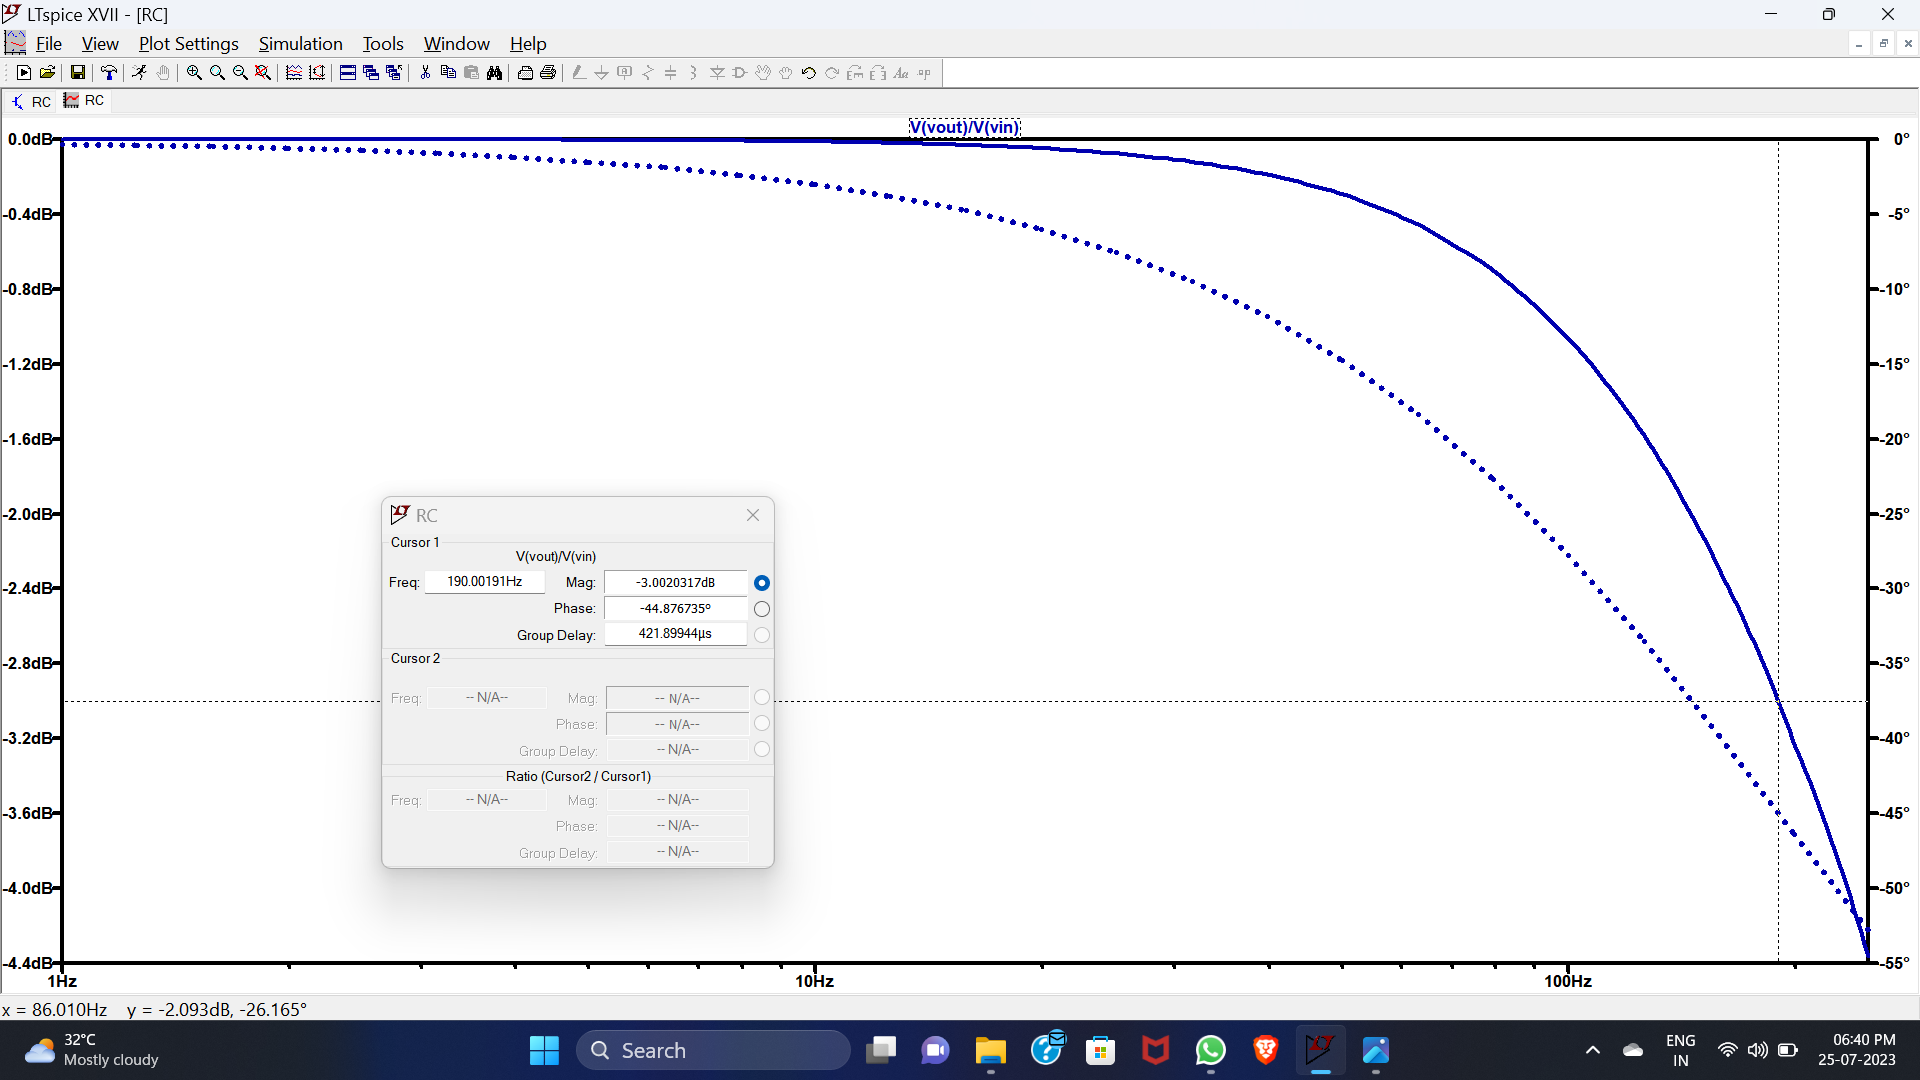 LTspice XVII - [RC]
File View Plot Settings Simulation Tools Window Help
RC RC
V(vout)/V(vin)
0.0dB 0°
-0.4dB -5°
-0.8dB -10°
-1.2dB -15°
-1.6dB -20°
-2.0dB -25°
-2.4dB -30°
-2.8dB -35°
-3.2dB -40°
-3.6dB -45°
-4.0dB -50°
-4.4dB -55°
1Hz 10Hz 100Hz
RC
Cursor 1
V(vout)/V(vin)
Freq: 190.00191Hz Mag: -3.0020317dB
Phase: -44.876735°
Group Delay: 421.89944µs
Cursor 2
Freq: -- N/A-- Mag: -- N/A--
Phase: -- N/A--
Group Delay: -- N/A--
Ratio (Cursor2 / Cursor1)
Freq: -- N/A-- Mag: -- N/A--
Phase: -- N/A--
Group Delay: -- N/A--
x = 86.010Hz y = -2.093dB, -26.165°
32°C
Mostly cloudy
Search
ENG
IN
06:40 PM
25-07-2023